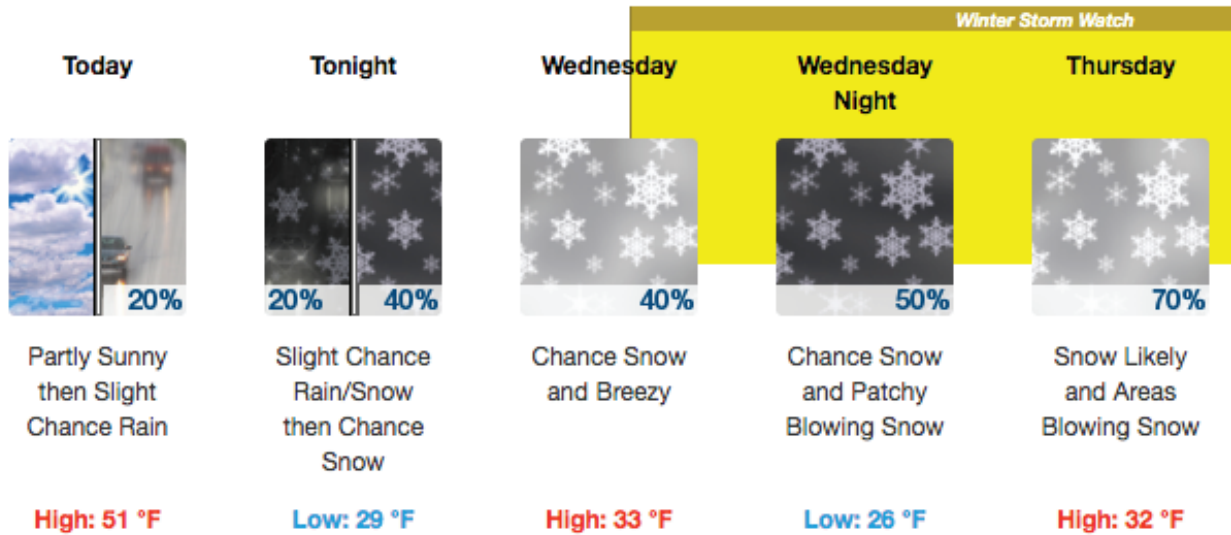 Winter Storm Watch
Today
Tonight
Wednesday
Wednesday
Night
Thursday
20%
20%
40%
40%
50%
70%
Partly Sunny
then Slight
Chance Rain
Slight Chance
Rain/Snow
then Chance
Snow
Chance Snow
and Breezy
Chance Snow
and Patchy
Blowing Snow
Snow Likely
and Areas
Blowing Snow
High: 51 °F
Low: 29 °F
High: 33 °F
Low: 26 °F
High: 32 °F